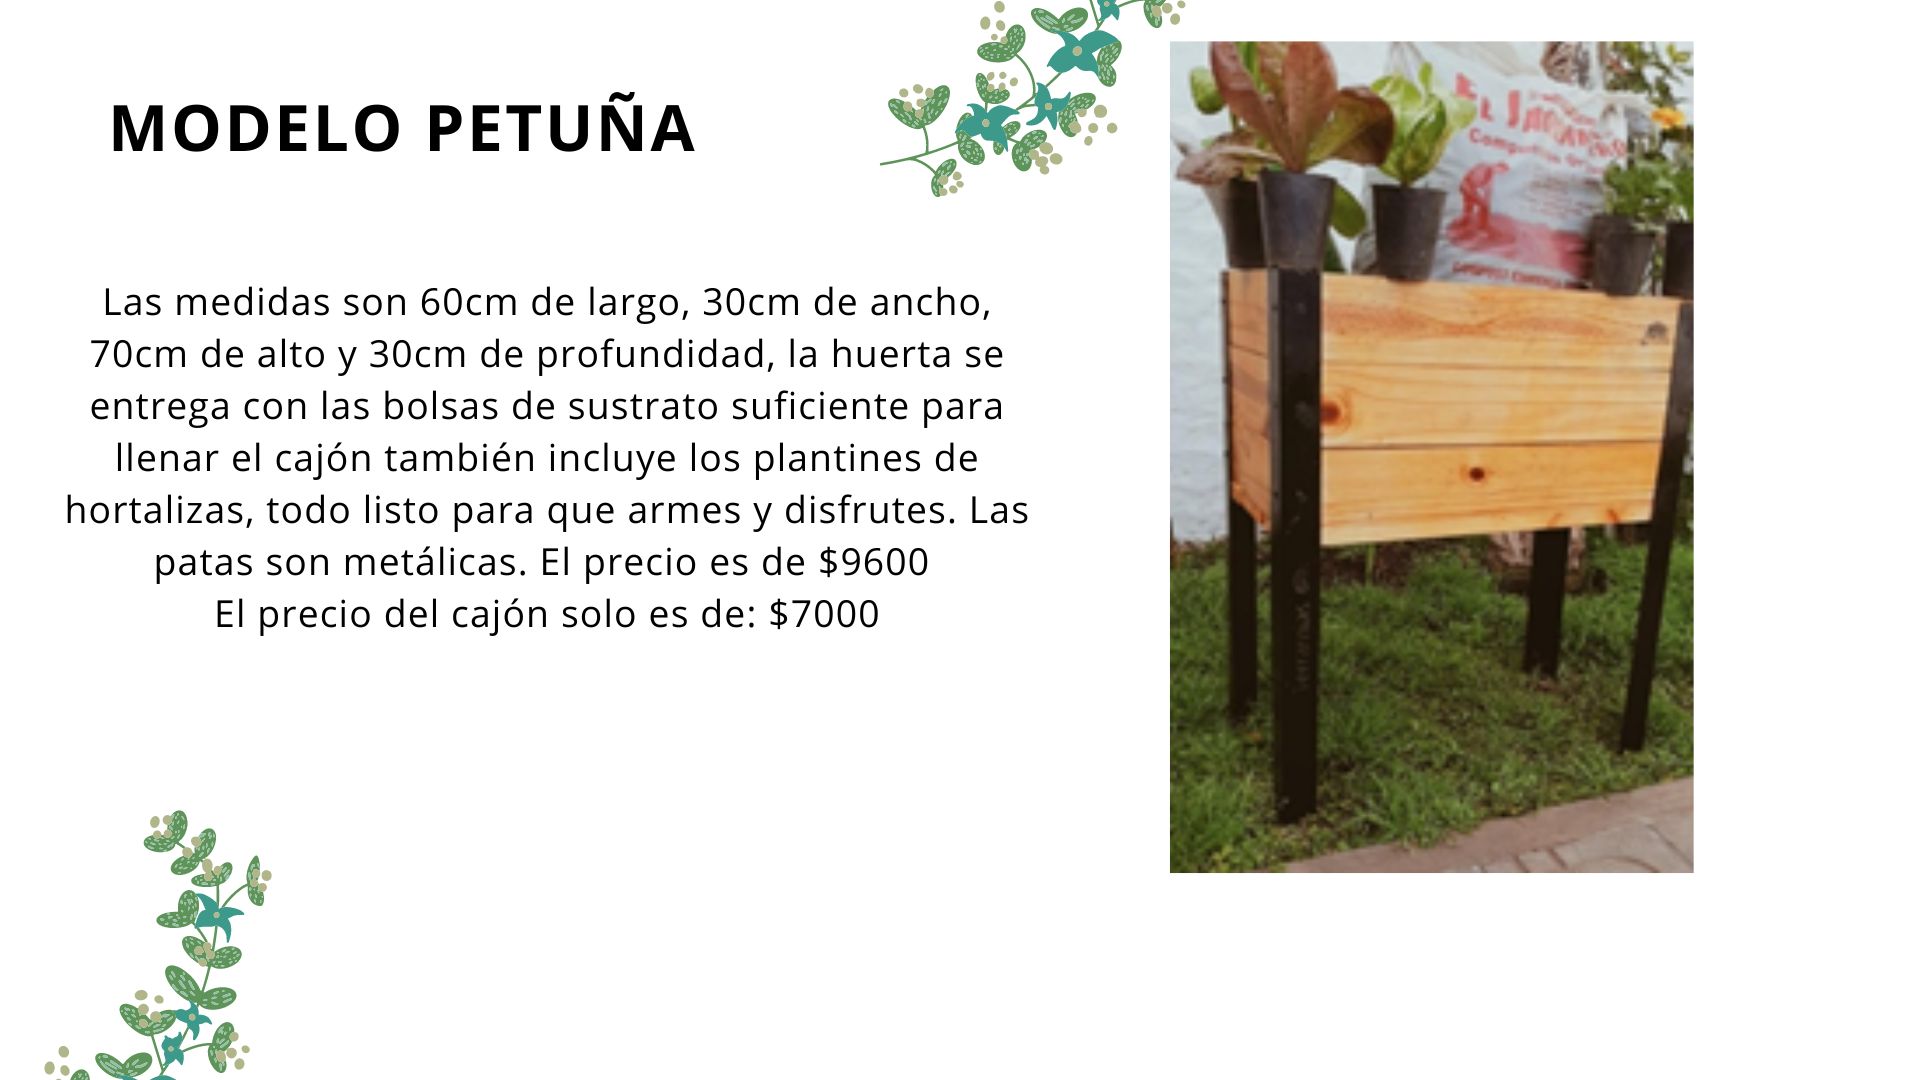 MODELO PETUÑA
Las medidas son 60cm de largo, 30cm de ancho,
70cm de alto y 30cm de profundidad, la huerta se
entrega con las bolsas de sustrato suficiente para
llenar el cajón también incluye los plantines de
hortalizas, todo listo para que armes y disfrutes. Las
patas son metálicas. El precio es de $9600
El precio del cajón solo es de: $7000